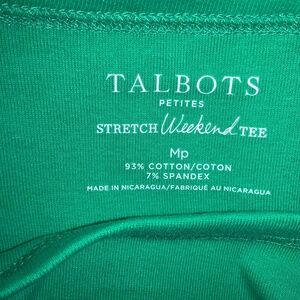 TALBOTS
PETITES
STRETCH Weekend TEE
Mp
93% COTTON/COTON
7% SPANDEX
MADE IN NICARAGUA/FABRIQUÉ AU NICARAGUA